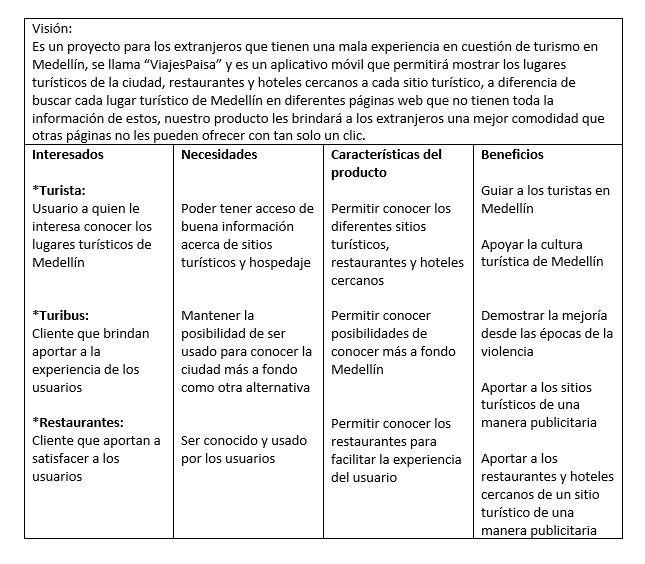 Visión:
Es un proyecto para los extranjeros que tienen una mala experiencia en cuestión de turismo en
Medellín, se llama “ViajesPaisa” y es un aplicativo móvil que permitirá mostrar los lugares
turísticos de la ciudad, restaurantes y hoteles cercanos a cada sitio turístico, a diferencia de
buscar cada lugar turístico de Medellín en diferentes páginas web que no tienen toda la
información de estos, nuestro producto les brindará a los extranjeros una mejor comodidad que
otras páginas no les pueden ofrecer con tan solo un clic.
Interesados
*Turista:
Usuario a quien le
interesa conocer los
lugares turísticos de
Medellín
*Turibus:
Cliente que brindan
aportar a la
experiencia de los
usuarios
*Restaurantes:
Cliente que aportan a
satisfacer a los
usuarios
Necesidades
Poder tener acceso de
buena información
acerca de sitios
turísticos y hospedaje
Mantener la
posibilidad de ser
usado para conocer la
ciudad más a fondo
como otra alternativa
Ser conocido y usado
por los usuarios
Características del
producto
Permitir conocer los
diferentes sitios
turísticos,
restaurantes y hoteles
cercanos
Permitir conocer
posibilidades de
conocer más a fondo
Medellín
Permitir conocer los
restaurantes para
facilitar la experiencia
del usuario
Beneficios
Guiar a los turistas en
Medellín
Apoyar la cultura
turística de Medellín
Demostrar la mejoría
desde las épocas de la
violencia
Aportar a los sitios
turísticos de una
manera publicitaria
Aportar a los
restaurantes y hoteles
cercanos de un sitio
turístico de una
manera publicitaria